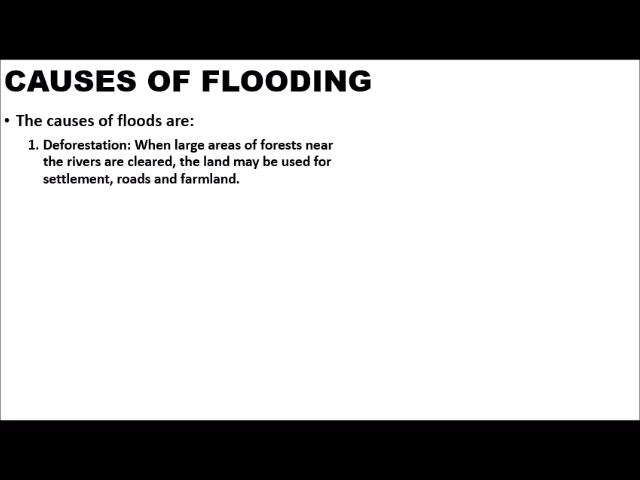 CAUSES OF FLOODING
• The causes of floods are:
1. Deforestation: When large areas of forests near
the rivers are cleared, the land may be used for
settlement, roads and farmland.